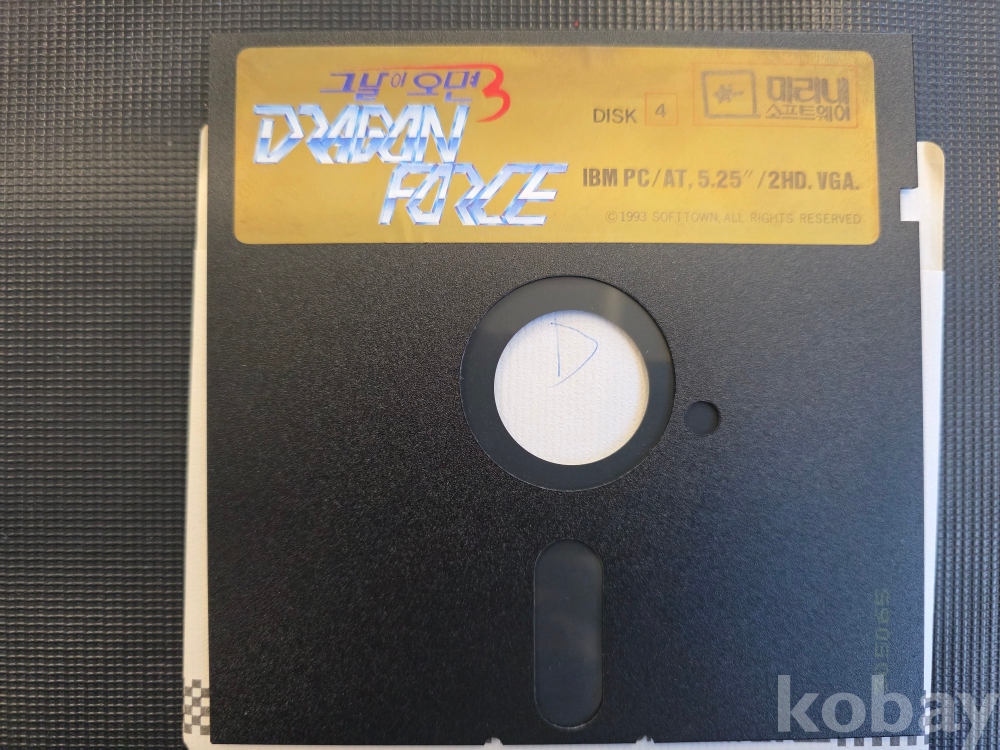 그날이 오면 3
DRAGON
FORCE
DISK 4
미리내
소프트웨어
IBM PC/AT, 5.25″/2HD. VGA.
© 1993 SOFTTOWN, ALL RIGHTS RESERVED
D
kobay